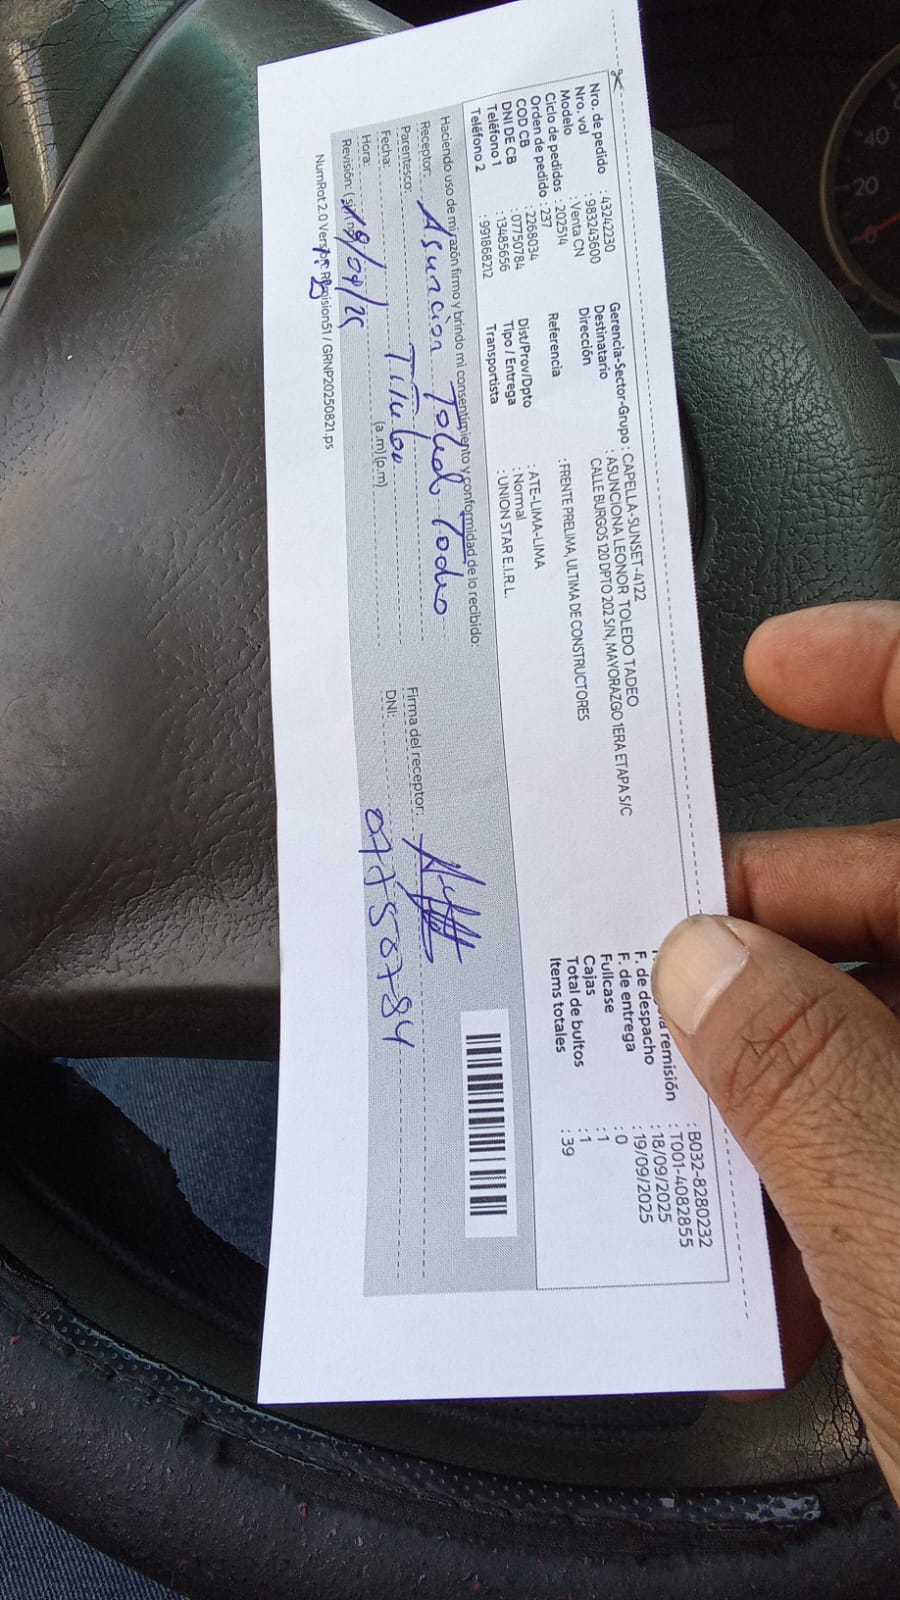 Nro. de pedido : 43242230
Nro. vol : 983243600
Modelo : Venta CN
Ciclo de pedidos : 202514
Orden de pedido : 237
COD CB : 2268034
DNI DE CB : 07750784
Teléfono 1 : 13485656
Teléfono 2 : 991868212
Gerencia-Sector-Grupo : CAPELLA-SUNSET-4122
Destinatario : ASUNCIONA LEONOR TOLEDO TADEO
Dirección CALLE BURGOS 120 DPTO 202 S/N, MAYORAZGO 1ERA ETAPA S/C
Referencia : FRENTE PRELIMA, ULTIMA DE CONSTRUCTORES
Dist/Prov/Dpto : ATE-LIMA-LIMA
Tipo / Entrega : Normal
Transportista : UNION STAR E.I.R.L.
: B032-8280232
remisión : T001-4082855
F. de despacho : 18/09/2025
F. de entrega : 19/09/2025
Fullcase : 0
Cajas : 1
Total de bultos : 1
Items totales : 39
Haciendo uso de mi razón firmo y brindo mi consentimiento y conformidad de lo recibido:
Receptor: Asuncion Toledo Tadeo
Parentesco: Titular
Fecha:
Hora: (a.m)(p.m)
Firma del receptor:
DNI: 07750784
Revisión:
NumRot 2.0 / GRNP20250821.ps